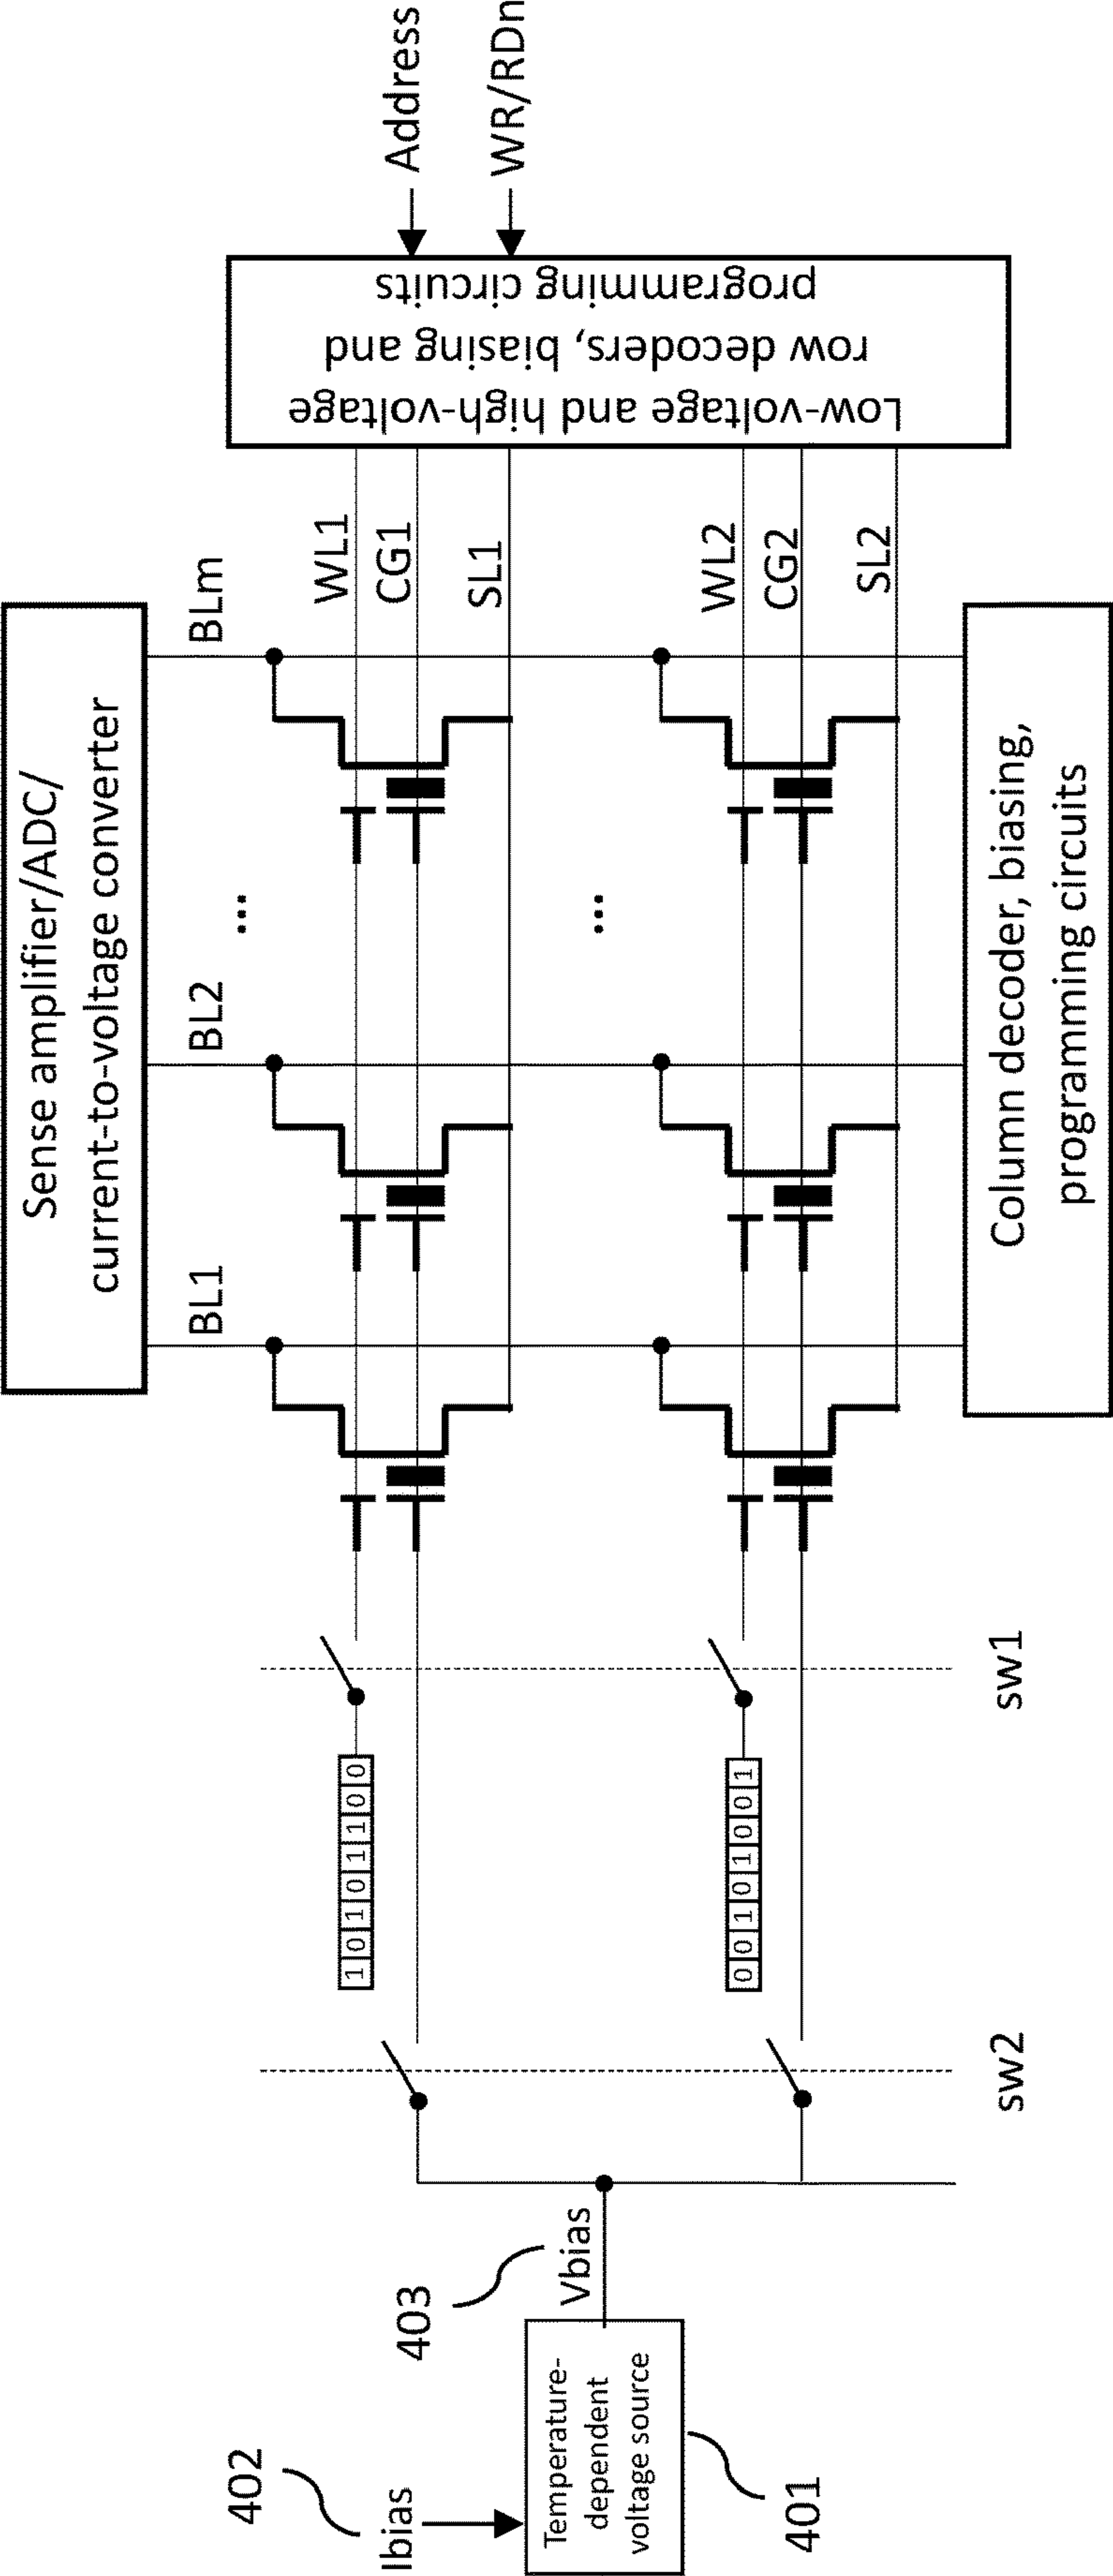 Sense amplifier/ADC/
current-to-voltage converter
BL1
BL2
...
BLm
WL1
CG1
SL1
1 0 1 0 1 1 0 0
402
Ibias
403
Vbias
Temperature-
dependent
voltage source
401
...
WL2
CG2
SL2
0 0 1 0 1 0 0 1
sw2
sw1
Column decoder, biasing,
programming circuits
Low-voltage and high-voltage
row decoders, biasing and
programming circuits
Address
WR/RDn